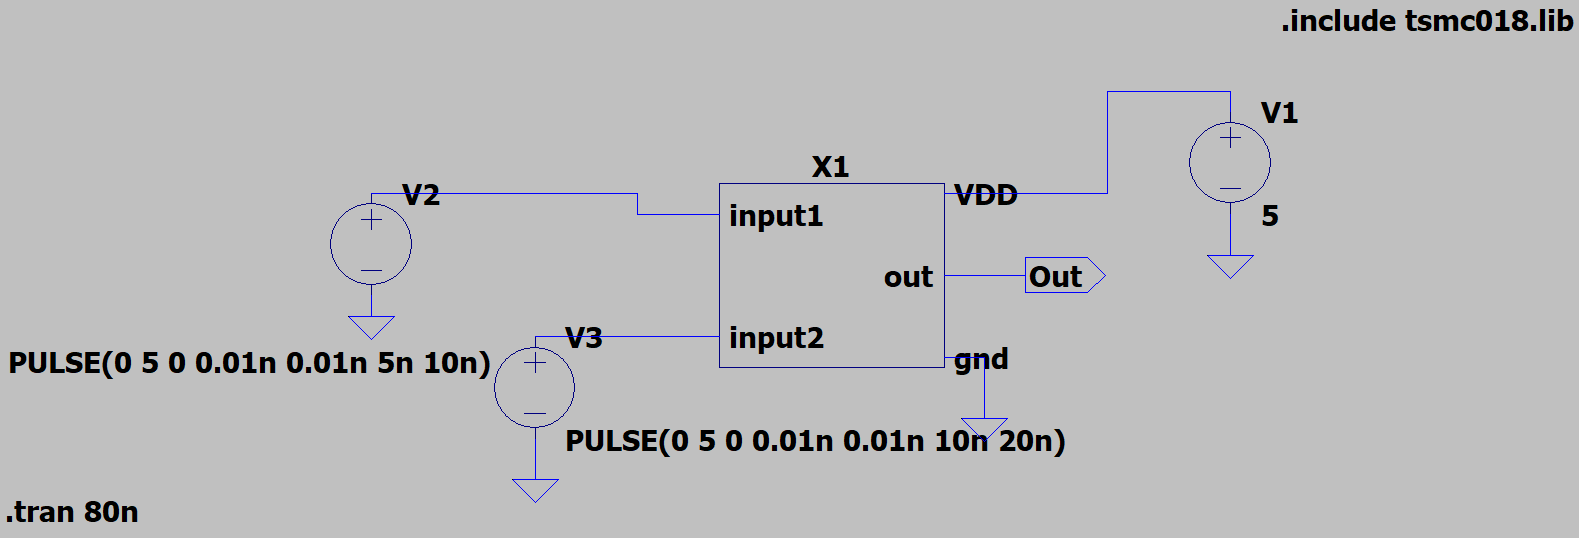 .include tsmc018.lib
V1
X1
V2
VDD
input1
5
out
Out
V3
input2
gnd
PULSE(0 5 0 0.01n 0.01n 5n 10n)
PULSE(0 5 0 0.01n 0.01n 10n 20n)
.tran 80n